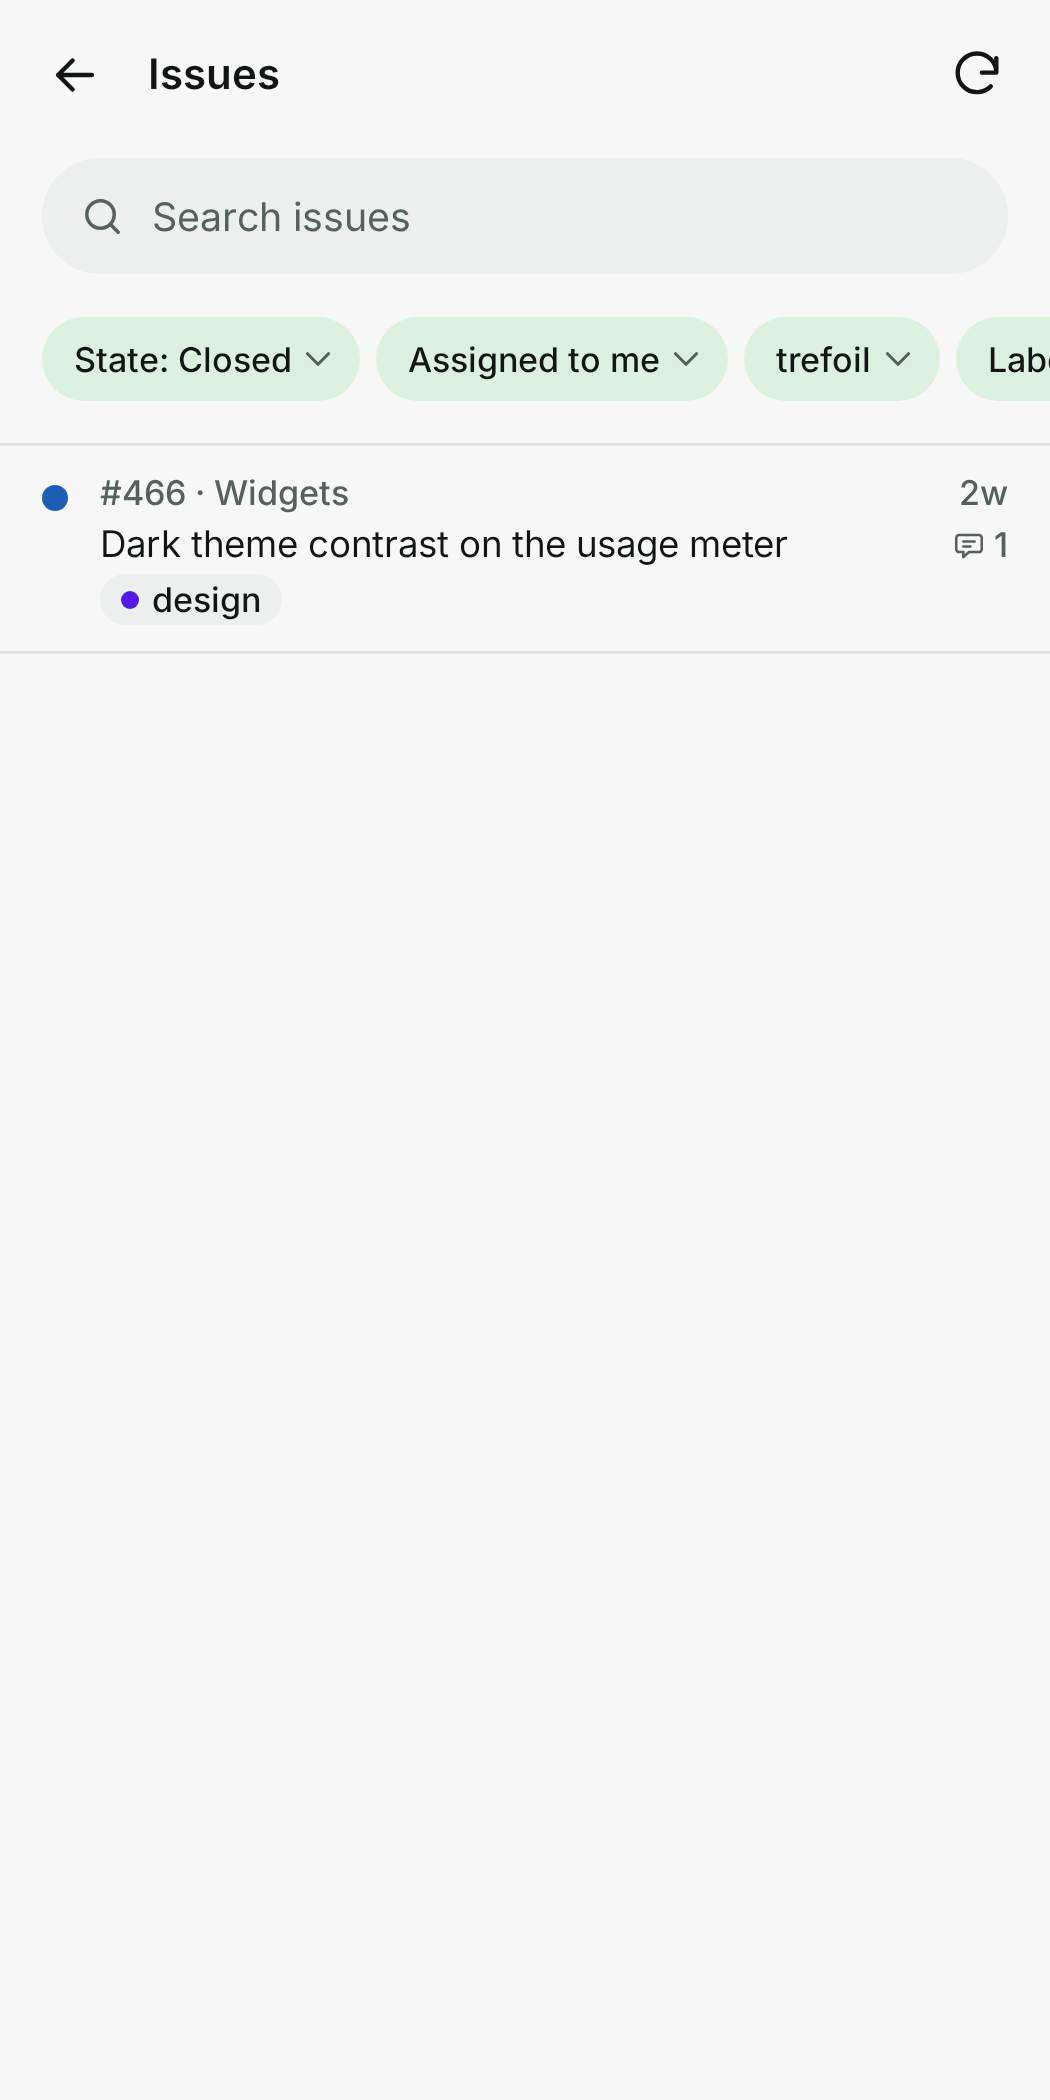 Issues
Search issues
State: Closed
Assigned to me
trefoil
#466 · Widgets
2w
Dark theme contrast on the usage meter
1
design